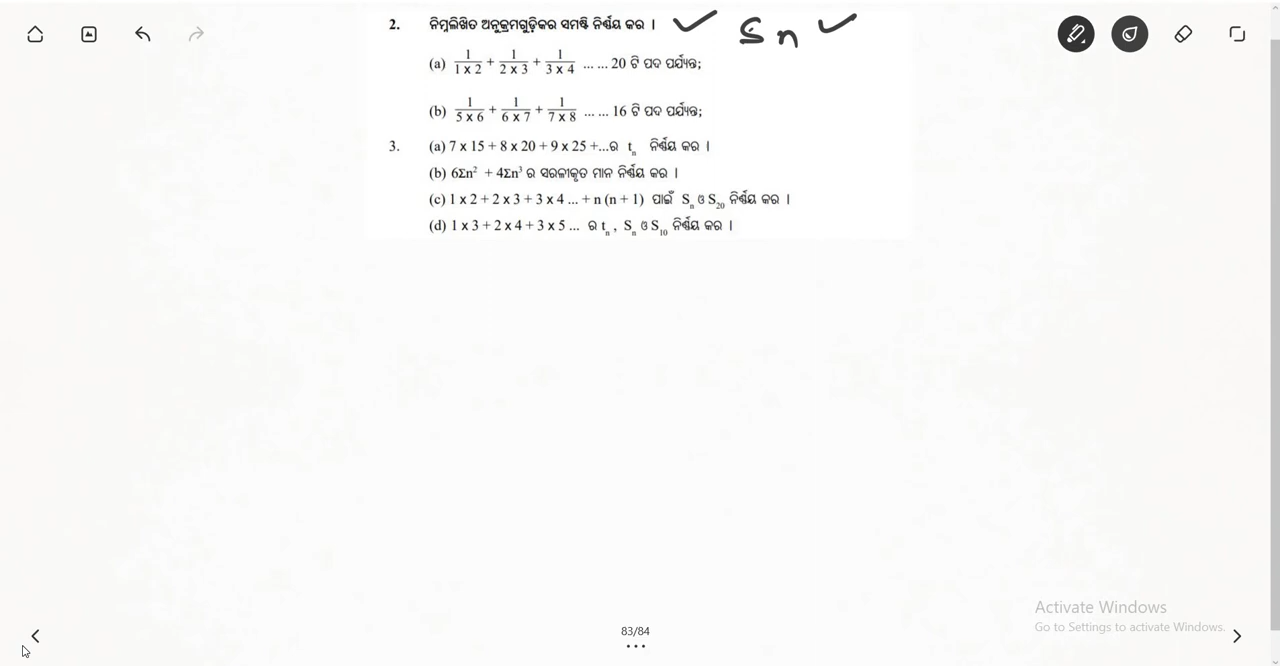 2. ନିମ୍ନଲିଖିତ ଅନୁକ୍ରମଗୁଡ଼ିକର ସମଷ୍ଟି ନିର୍ଣ୍ଣୟ କର । ✓ Sn ✓
(a) 1/(1 x 2) + 1/(2 x 3) + 1/(3 x 4) ...... 20 ଟି ପଦ ପର୍ଯ୍ୟନ୍ତ;
(b) 1/(5 x 6) + 1/(6 x 7) + 1/(7 x 8) ...... 16 ଟି ପଦ ପର୍ଯ୍ୟନ୍ତ;
3. (a) 7 x 15 + 8 x 20 + 9 x 25 +...ର tₙ ନିର୍ଣ୍ଣୟ କର ।
(b) 6Σn² + 4Σn³ ର ସରଳୀକୃତ ମାନ ନିର୍ଣ୍ଣୟ କର ।
(c) 1 x 2 + 2 x 3 + 3 x 4 ... + n (n + 1) ପାଇଁ Sₙ ଓ S₂₀ ନିର୍ଣ୍ଣୟ କର ।
(d) 1 x 3 + 2 x 4 + 3 x 5 ... ର tₙ , Sₙ ଓ S₁₀ ନିର୍ଣ୍ଣୟ କର ।
Activate Windows
Go to Settings to activate Windows.
83/84